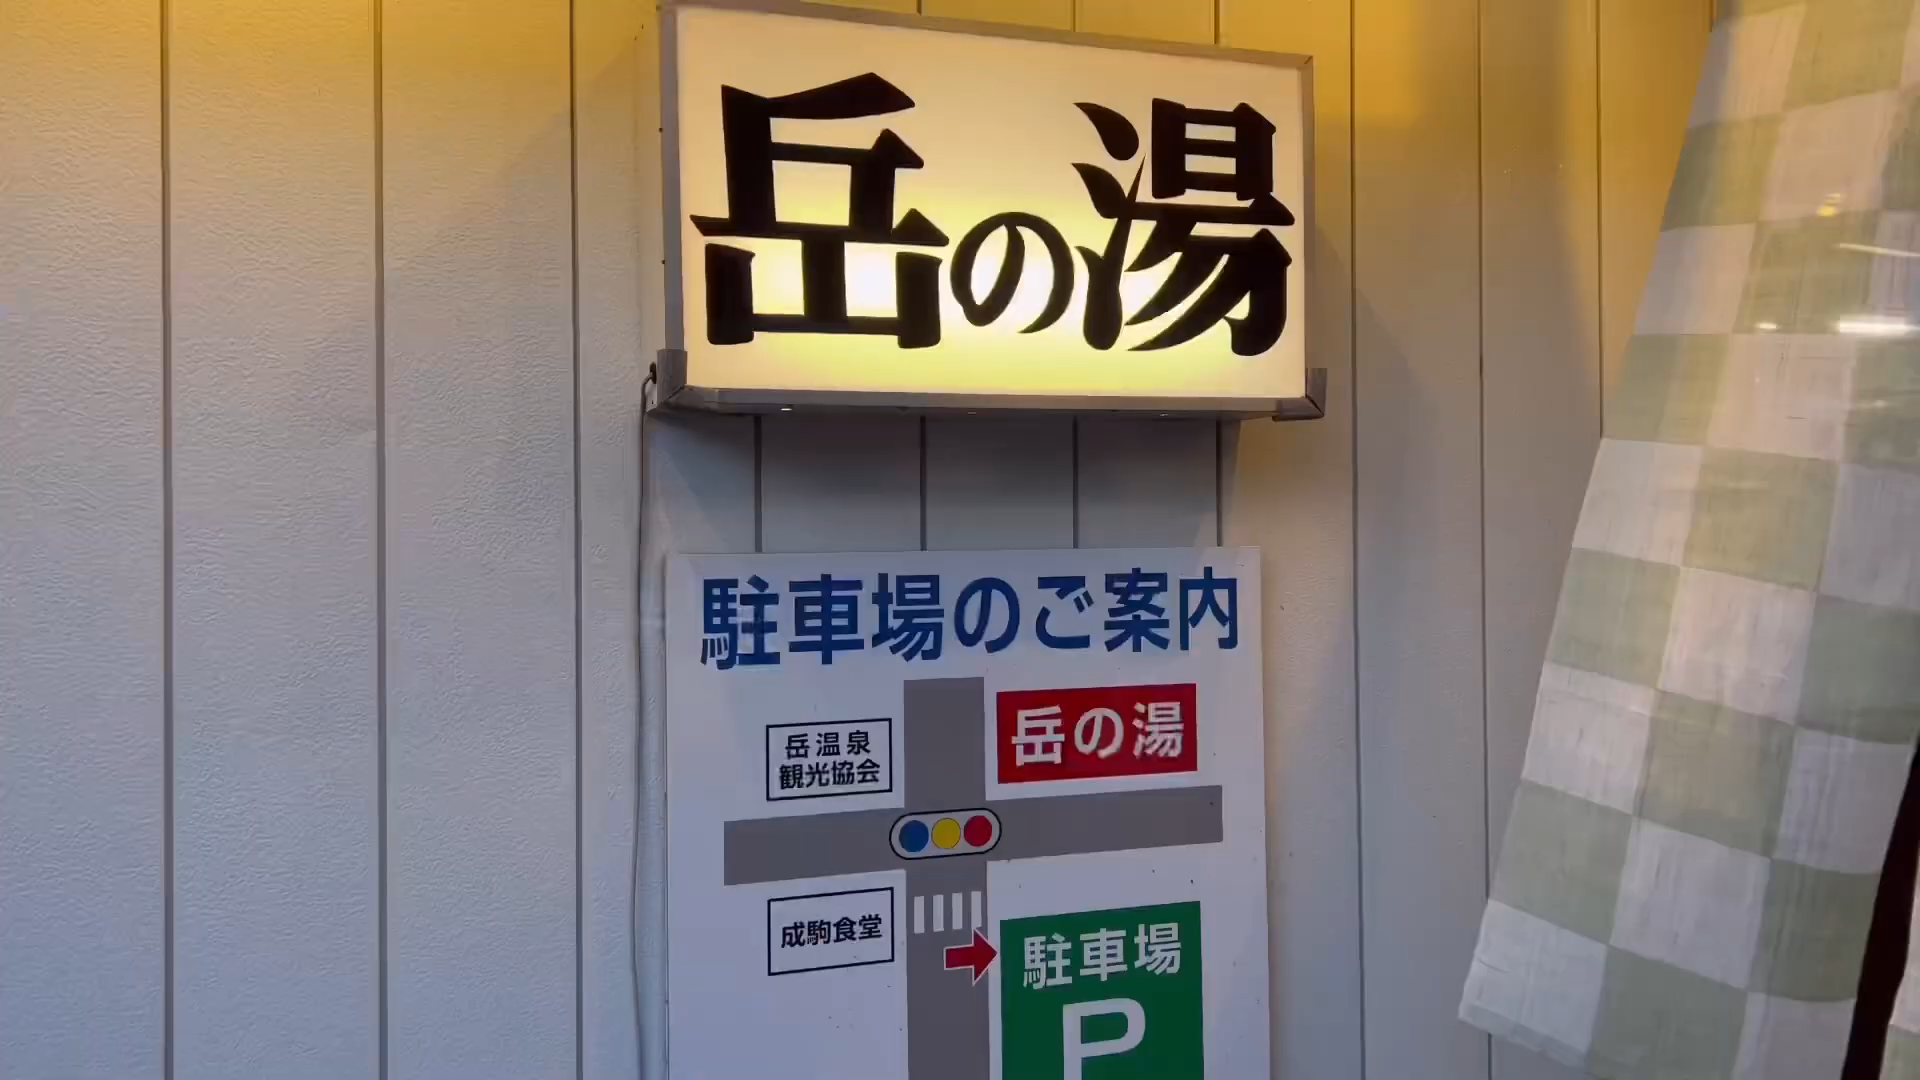 岳の湯
駐車場のご案内
岳の湯
岳温泉
観光協会
成駒食堂
駐車場
P